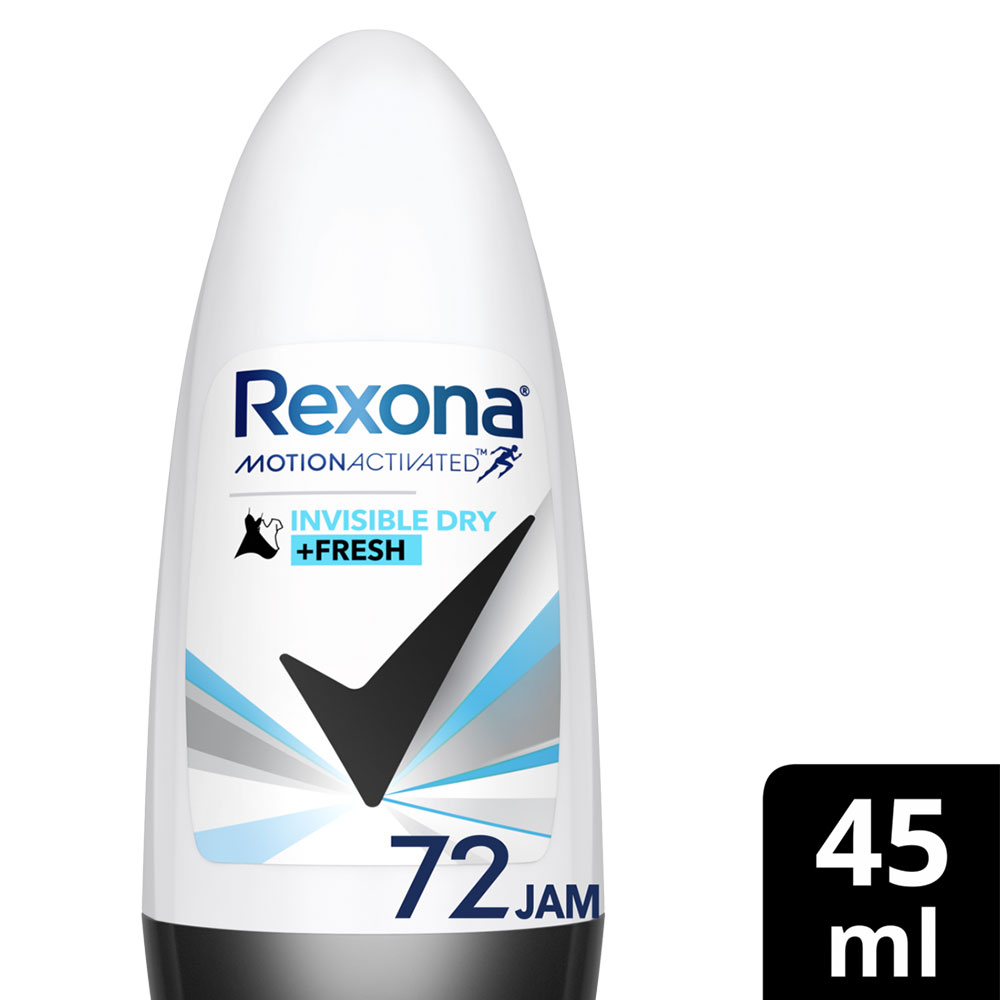 Rexona®
MOTIONACTIVATED™
INVISIBLE DRY
+FRESH
72 JAM
45
ml